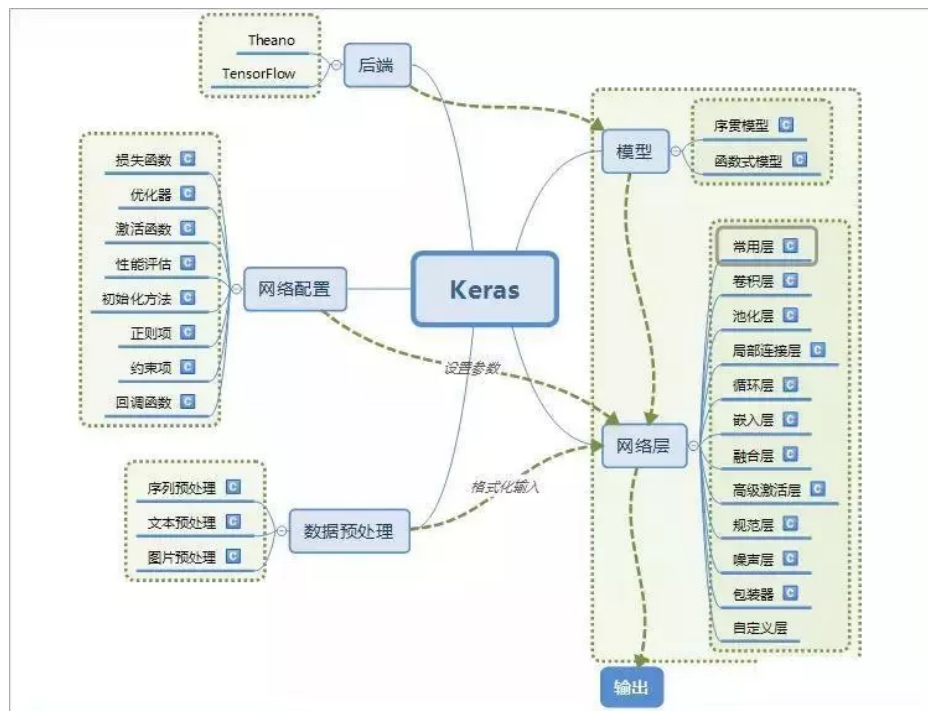 Theano
TensorFlow
后端
模型
序贯模型 C
函数式模型 C
损失函数 C
优化器 C
激活函数 C
性能评估 C
初始化方法 C
正则项 C
约束项 C
回调函数 C
网络配置
Keras
设置参数
网络层
常用层 C
卷积层 C
池化层 C
局部连接层 C
循环层 C
嵌入层 C
融合层 C
高级激活层 C
规范层 C
噪声层 C
包装器 C
自定义层
格式化输入
序列预处理 C
文本预处理 C
图片预处理 C
数据预处理
输出